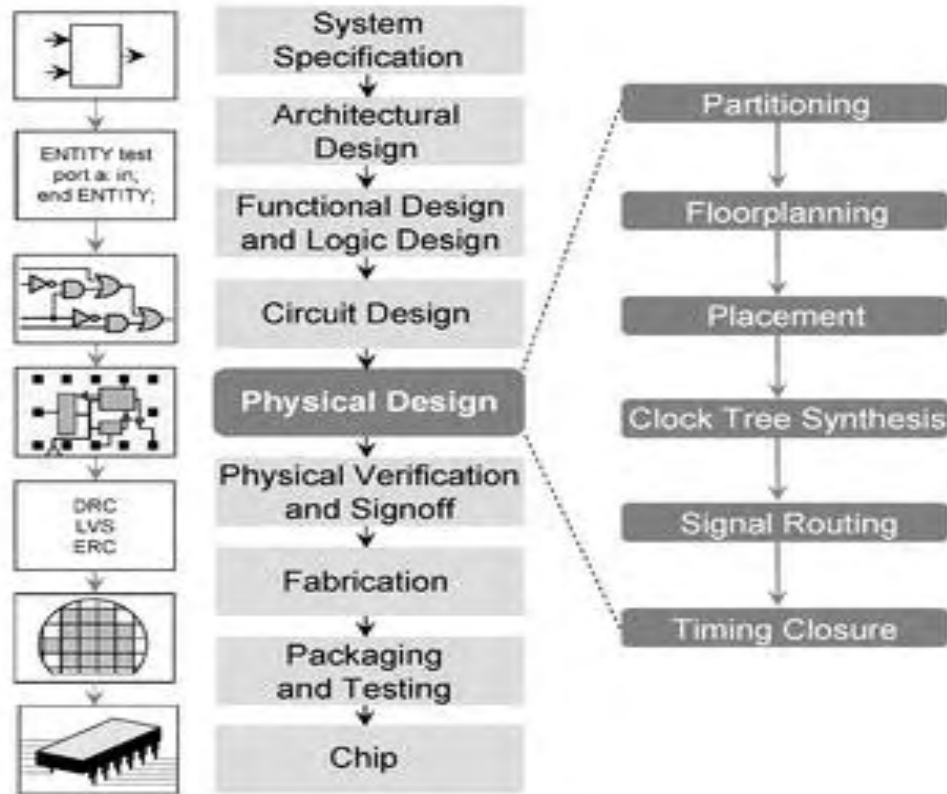 System
Specification
Architectural
Design
ENTITY test
port a: in;
end ENTITY;
Functional Design
and Logic Design
Circuit Design
Physical Design
Physical Verification
and Signoff
DRC
LVS
ERC
Fabrication
Packaging
and Testing
Chip
Partitioning
Floorplanning
Placement
Clock Tree Synthesis
Signal Routing
Timing Closure